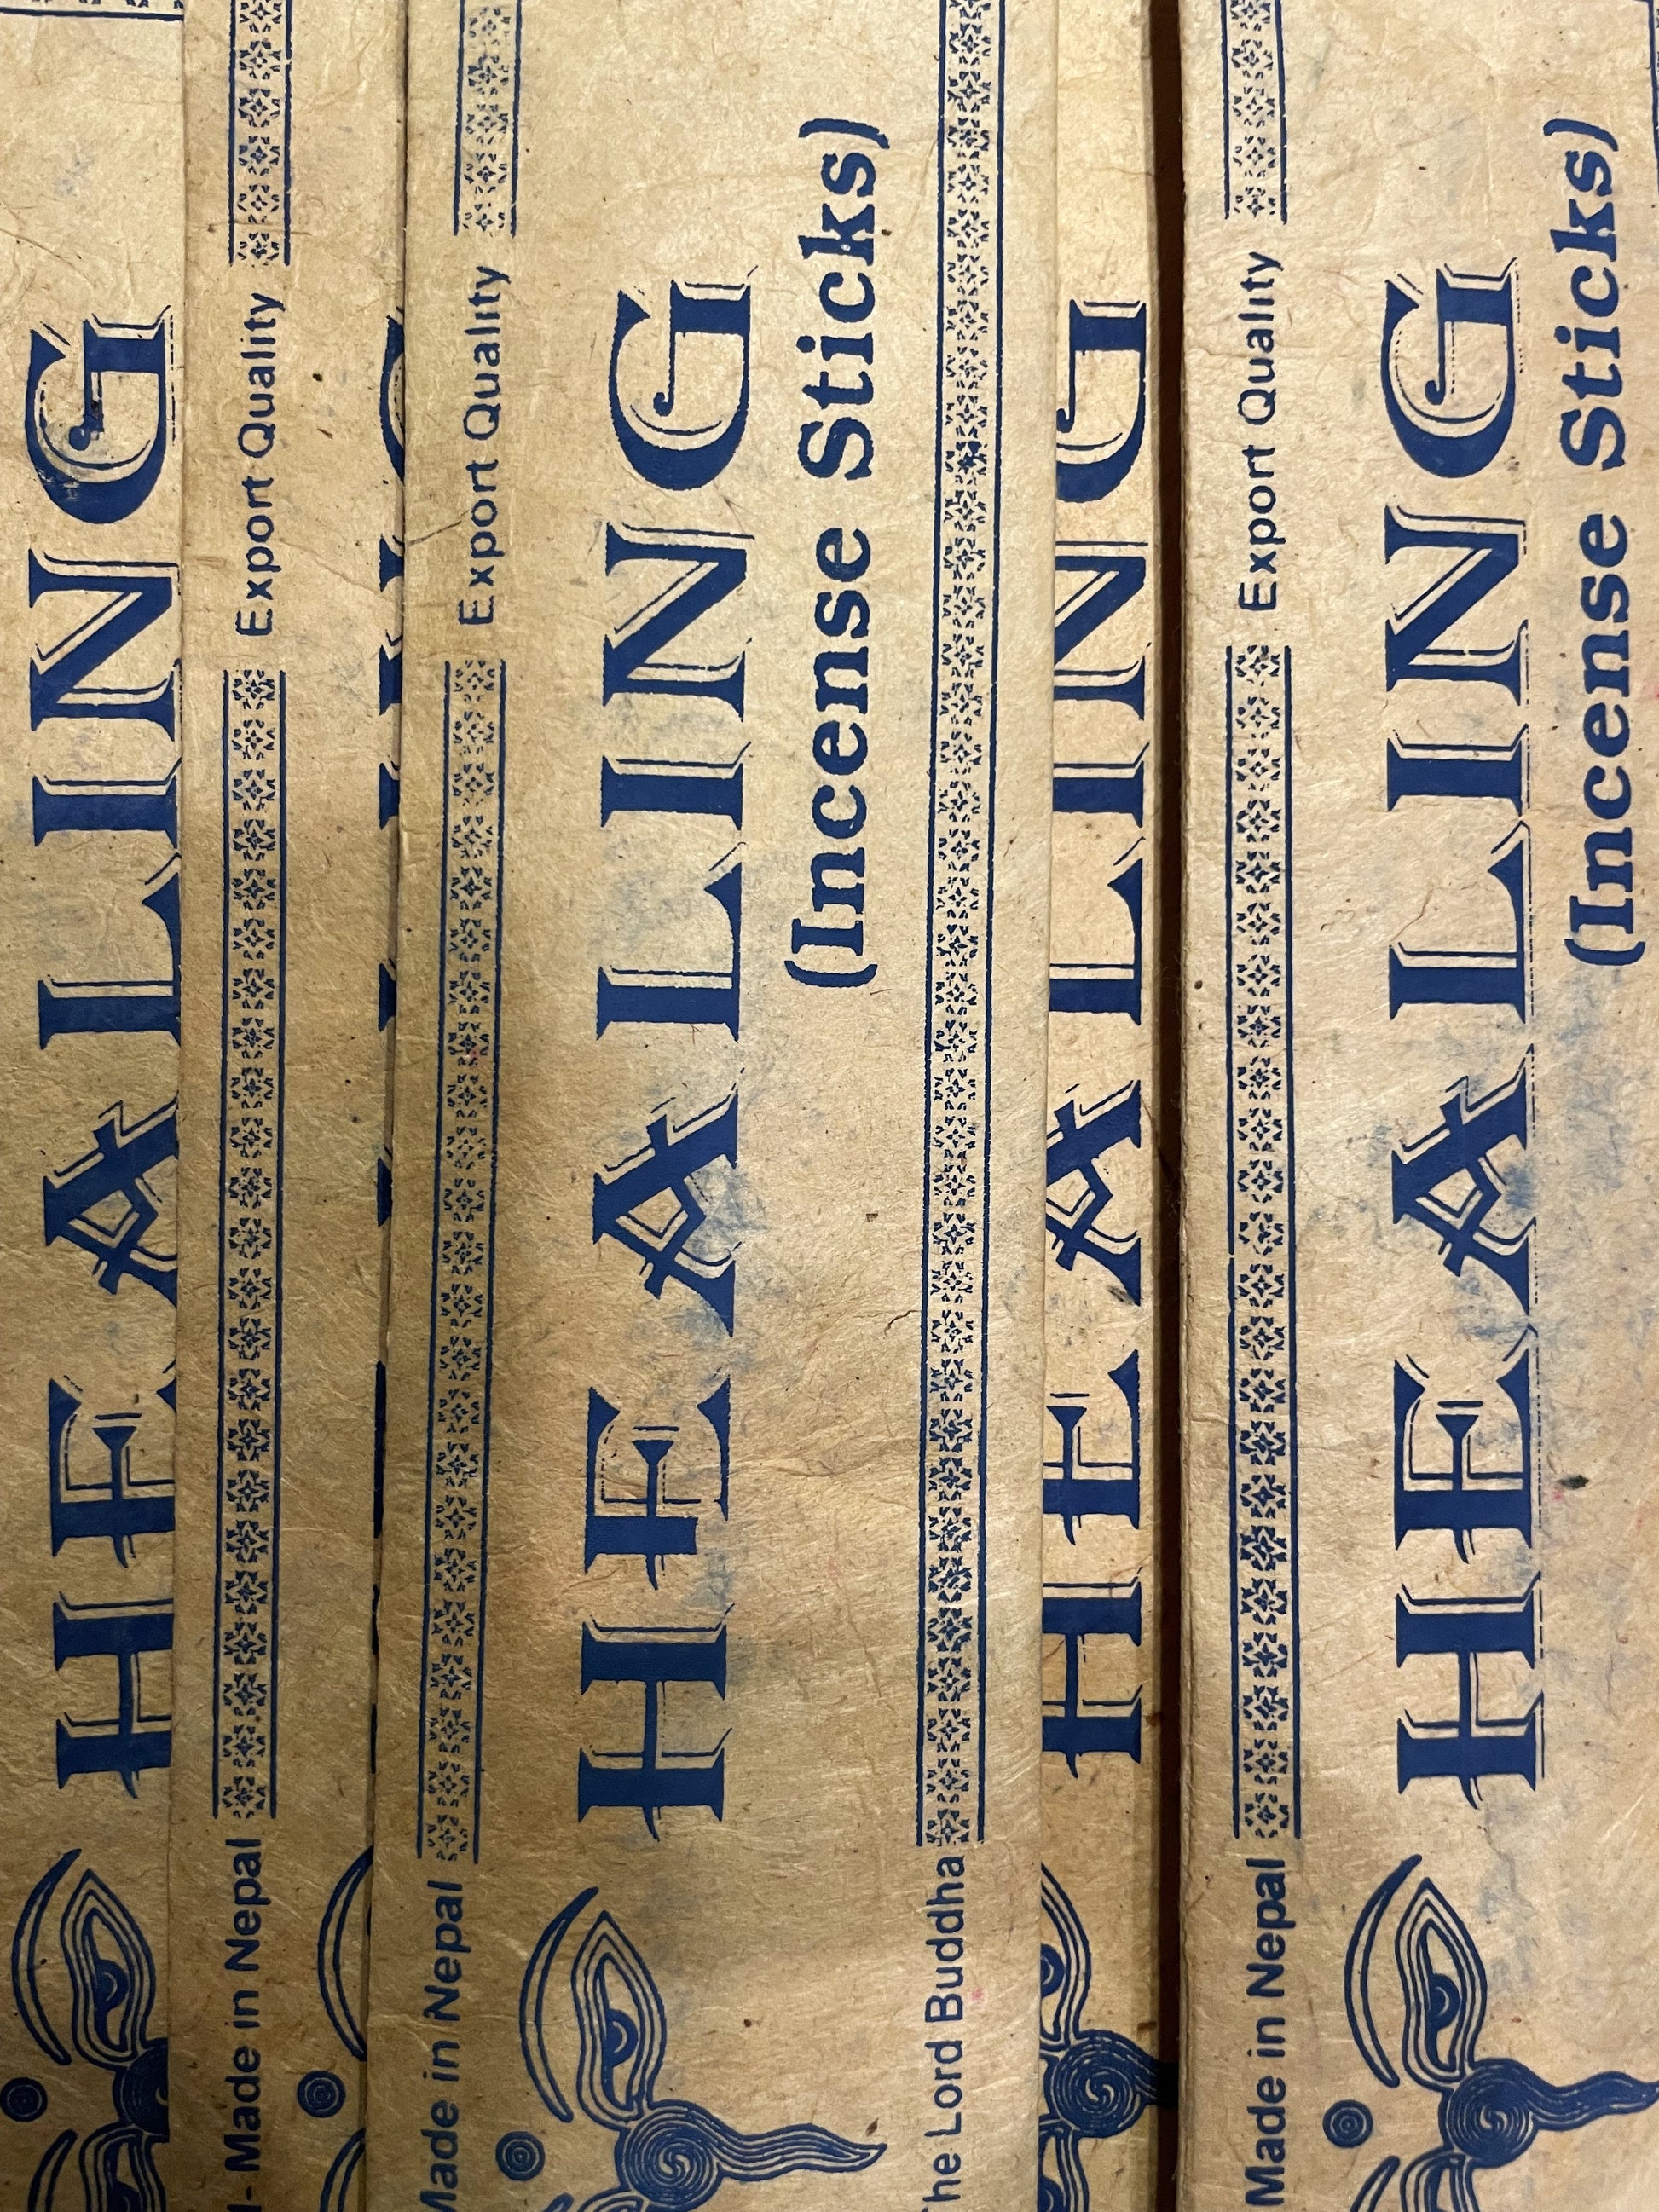 HEALING
Made in Nepal Export Quality
Made in Nepal Export Quality
HEALING
(Incense Sticks)
The Lord Buddha
HEALING
Made in Nepal Export Quality
HEALING
(Incense Sticks)